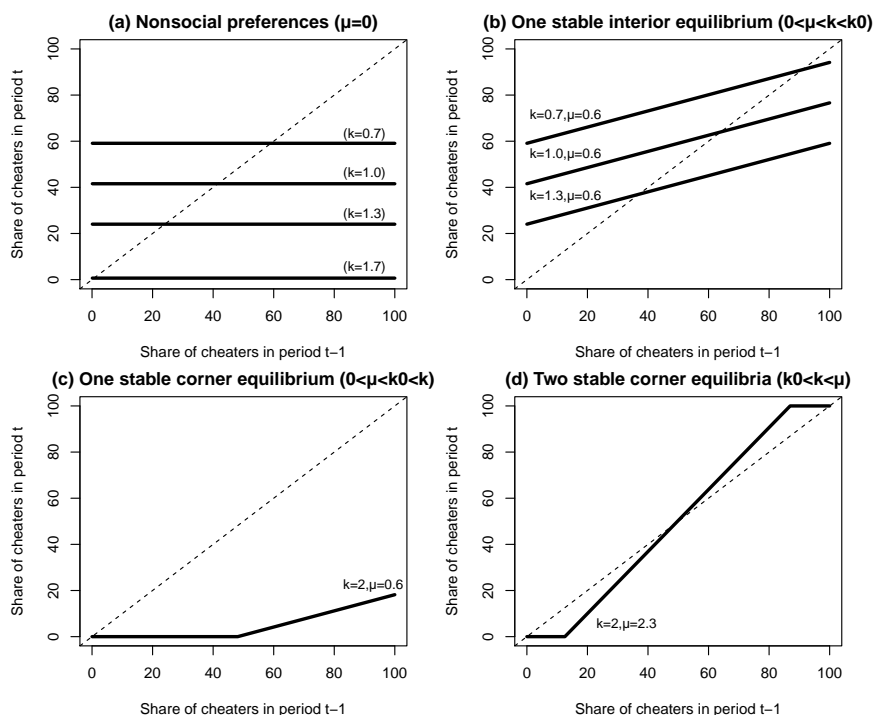 (a) Nonsocial preferences (μ=0)
Share of cheaters in period t
100
80
60
40
20
0
(k=0.7)
(k=1.0)
(k=1.3)
(k=1.7)
0 20 40 60 80 100
Share of cheaters in period t−1
(b) One stable interior equilibrium (0<μ<k<k0)
Share of cheaters in period t
100
80
60
40
20
0
k=0.7,μ=0.6
k=1.0,μ=0.6
k=1.3,μ=0.6
0 20 40 60 80 100
Share of cheaters in period t−1
(c) One stable corner equilibrium (0<μ<k0<k)
Share of cheaters in period t
100
80
60
40
20
0
k=2,μ=0.6
0 20 40 60 80 100
Share of cheaters in period t−1
(d) Two stable corner equilibria (k0<k<μ)
Share of cheaters in period t
100
80
60
40
20
0
k=2,μ=2.3
0 20 40 60 80 100
Share of cheaters in period t−1